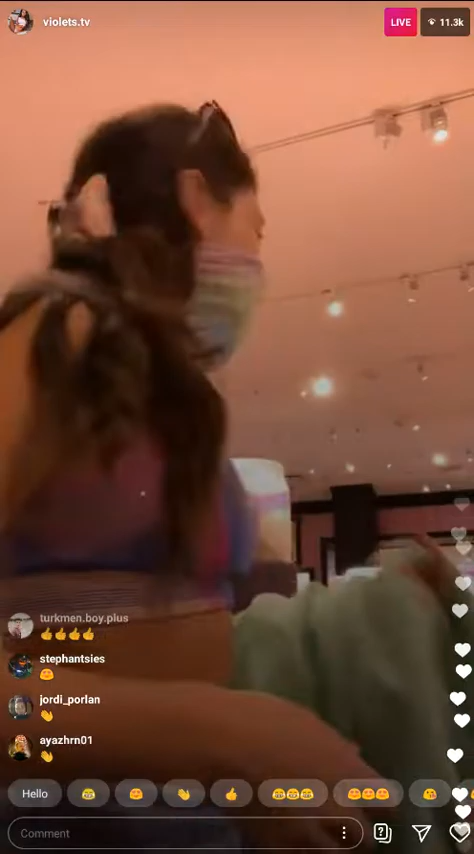 violets.tv
LIVE
11.3k
turkmen.boy.plus
👍👍👍👍
stephantsies
😊
jordi_porlan
👏
ayazhrn01
👏
Hello 😂 😍 👏 👍 😂😂😂 😍😍😍 😘
Comment